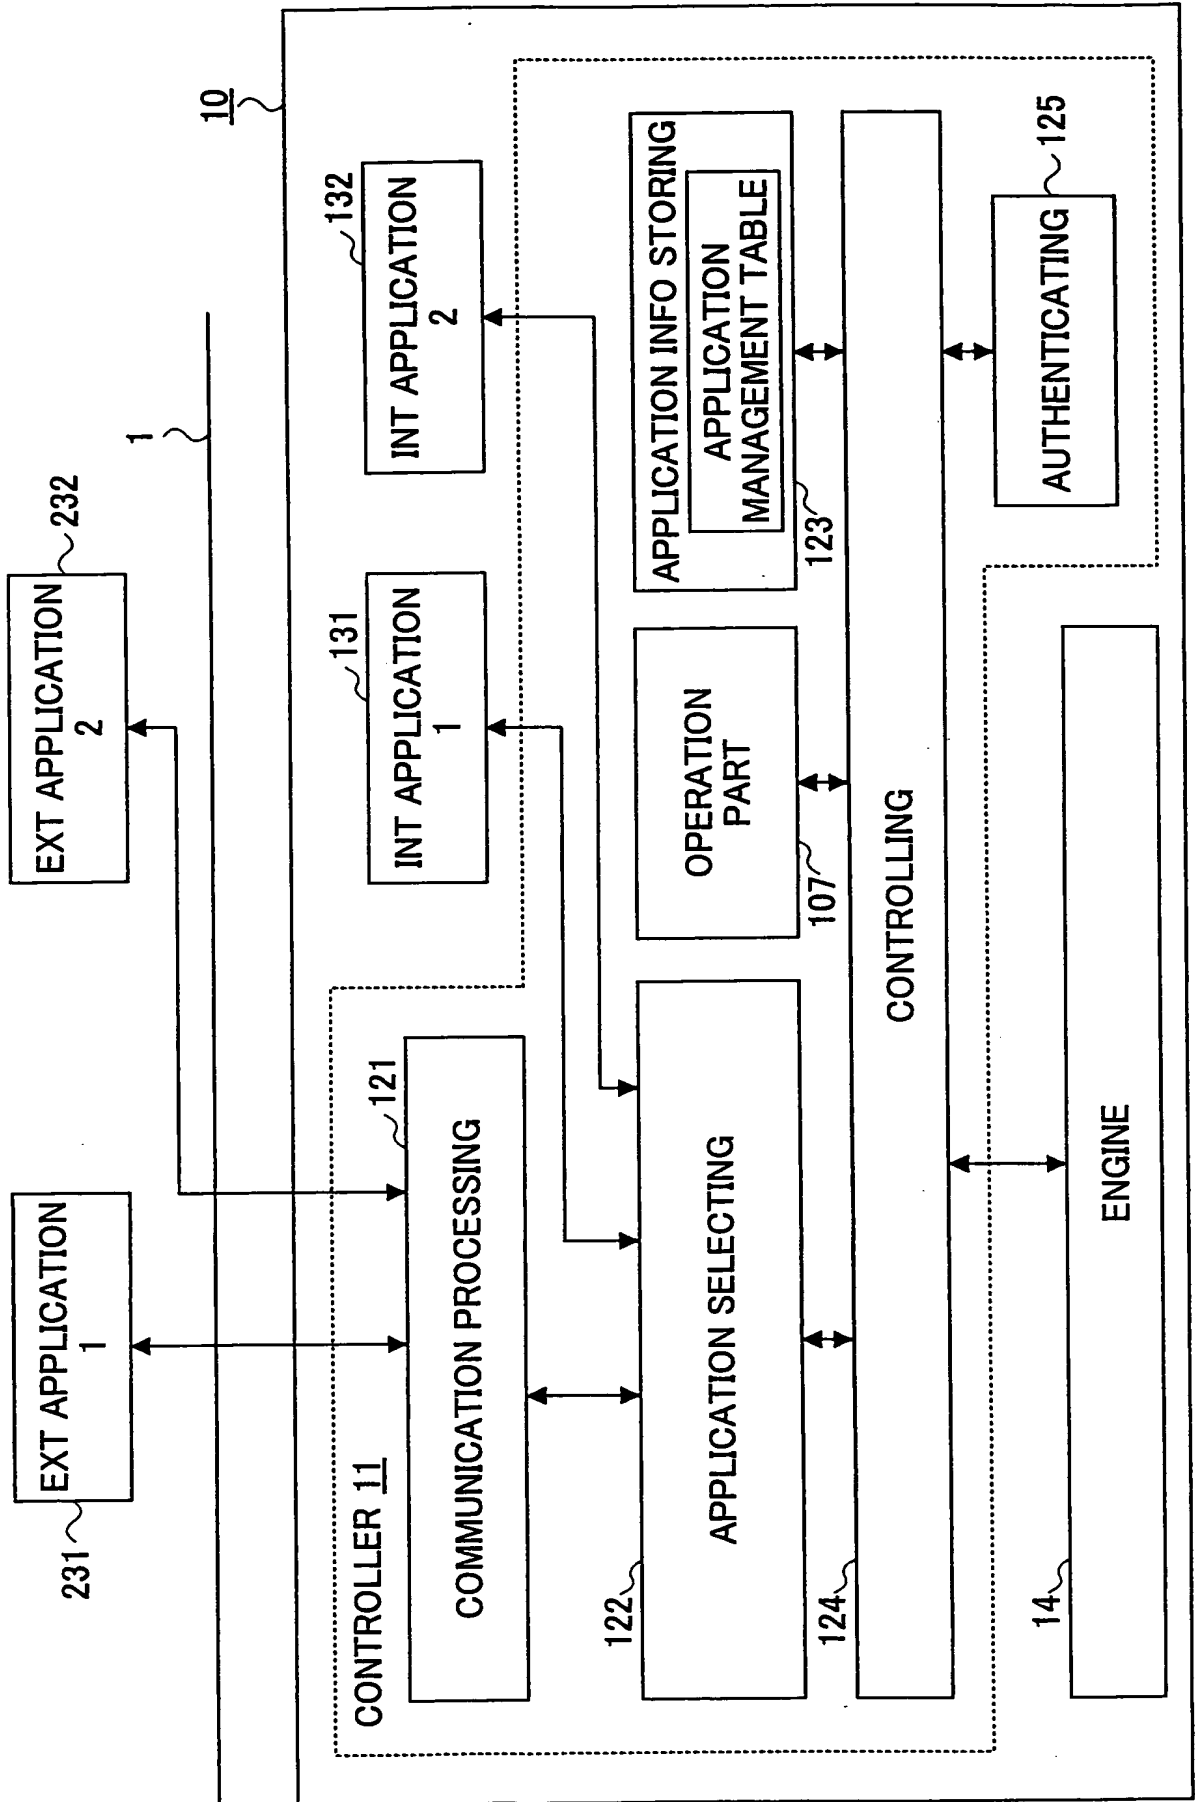 231
EXT APPLICATION
1
EXT APPLICATION
2
232
1
10
CONTROLLER 11
COMMUNICATION PROCESSING
121
INT APPLICATION
1
131
INT APPLICATION
2
132
122
APPLICATION SELECTING
OPERATION
PART
107
APPLICATION INFO STORING
APPLICATION
MANAGEMENT TABLE
123
124
CONTROLLING
AUTHENTICATING
125
14
ENGINE